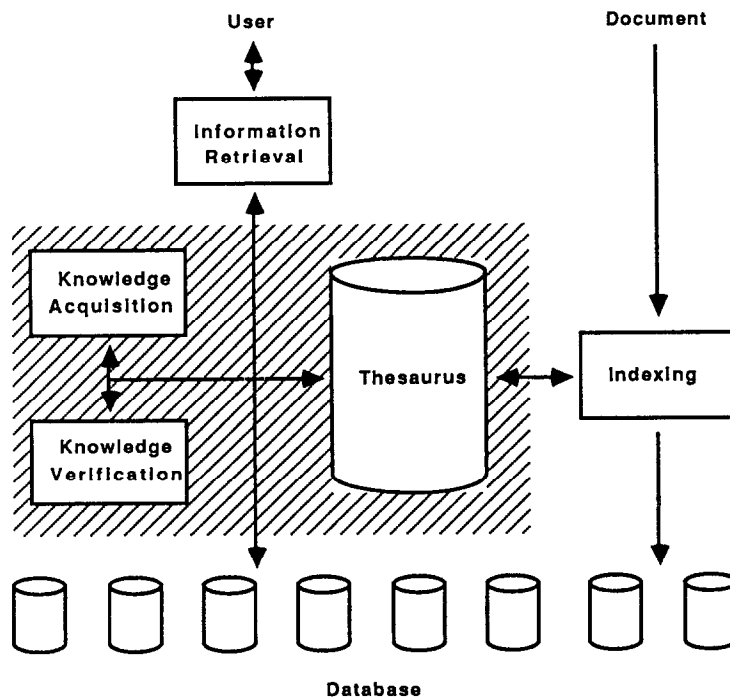 User
Document
Information
Retrieval
Knowledge
Acquisition
Thesaurus
Indexing
Knowledge
Verification
Database